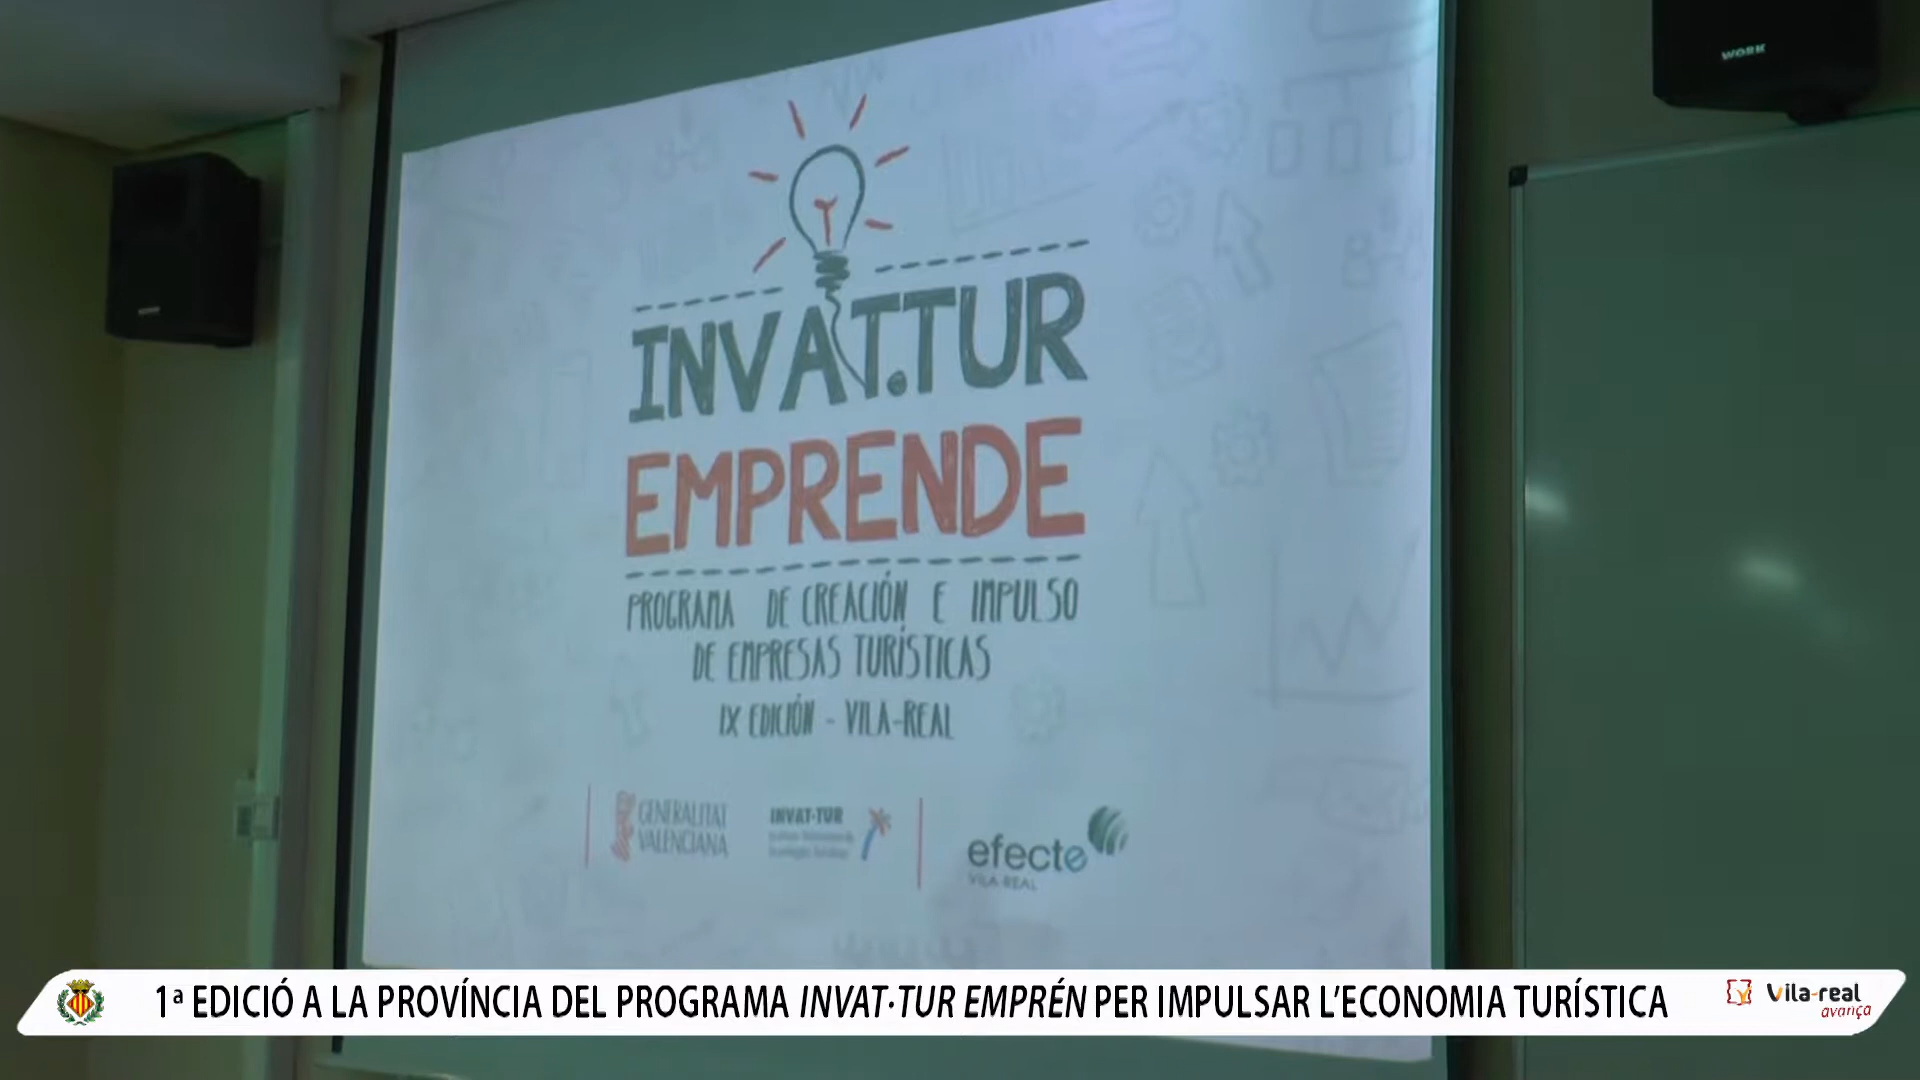 WORK
INVAT.TUR
EMPRENDE
PROGRAMA DE CREACIÓN E IMPULSO
DE EMPRESAS TURÍSTICAS
IX EDICIÓN - VILA-REAL
GENERALITAT
VALENCIANA
INVAT·TUR
efecte
VILA-REAL
1ª EDICIÓ A LA PROVÍNCIA DEL PROGRAMA INVAT·TUR EMPRÉN PER IMPULSAR L'ECONOMIA TURÍSTICA
Vila-real
avança